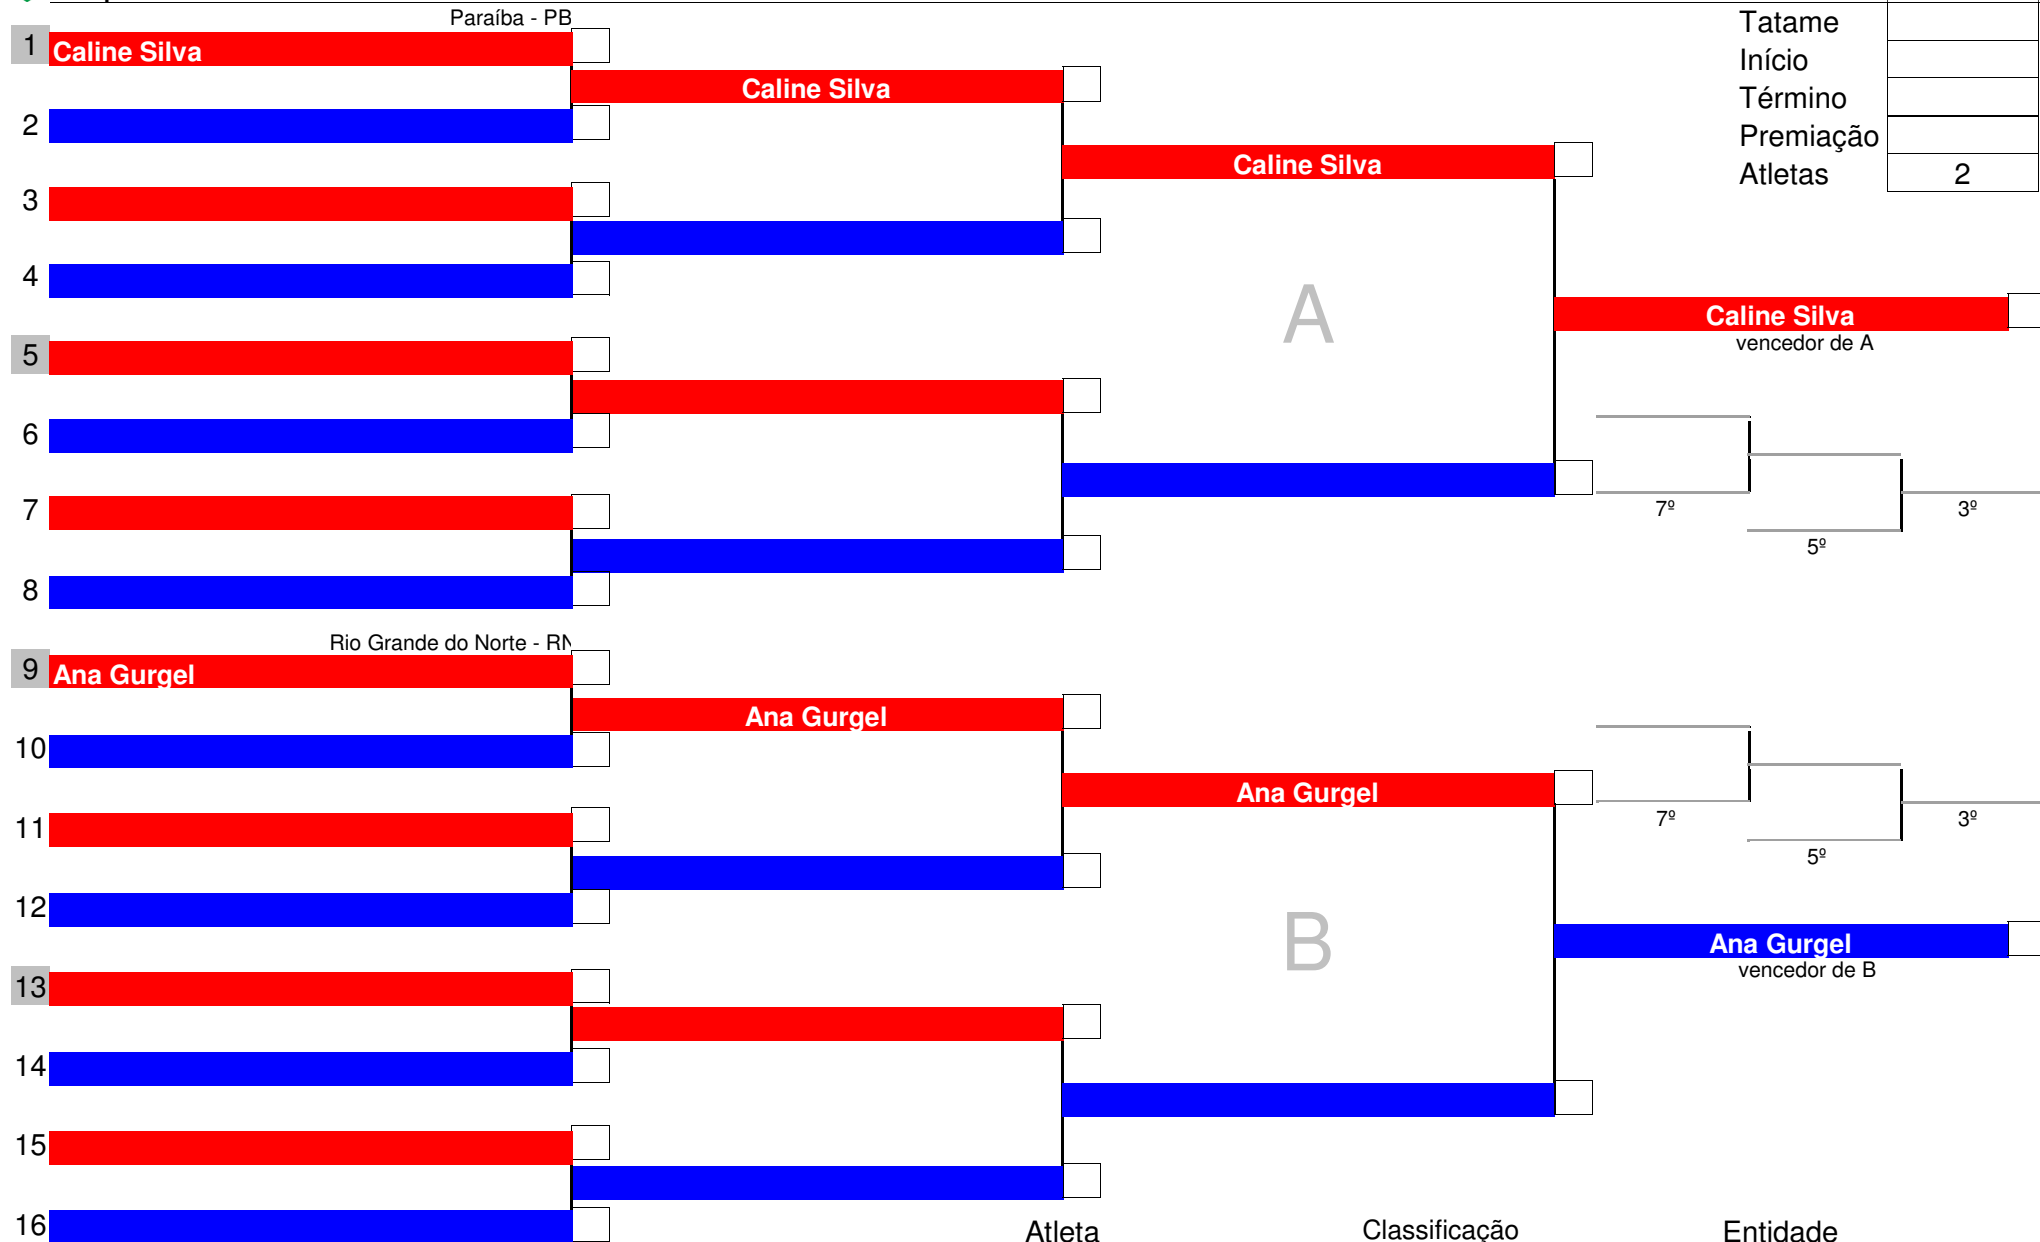 Paraíba - PB
Tatame
1 Caline Silva
Início
Caline Silva
Término
2
Premiação
Caline Silva
Atletas 2
3
4
A
Caline Silva
vencedor de A
5
6
7º 3º
7
5º
8
Rio Grande do Norte - RN
9 Ana Gurgel
Ana Gurgel
10
Ana Gurgel
7º 3º
11
5º
12
B
Ana Gurgel
vencedor de B
13
14
15
16
Atleta Classificação Entidade